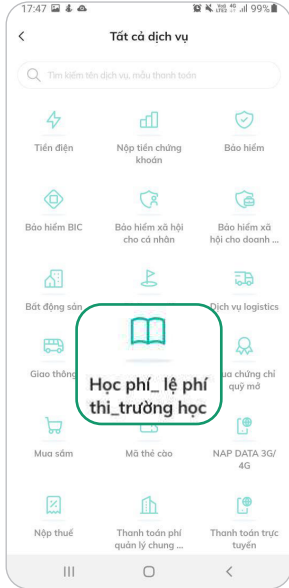 17:47 99%
Tất cả dịch vụ
Tìm kiếm tên dịch vụ, mẫu thanh toán
Tiền điện Nộp tiền chứng khoán Bảo hiểm
Bảo hiểm BIC Bảo hiểm xã hội cho cá nhân Bảo hiểm xã hội cho doanh ...
Bất động sản Dịch vụ logistics
Học phí_ lệ phí
thi_trường học
Giao thông chứng chỉ
quỹ mở
Mua sắm Mã thẻ cào NAP DATA 3G/
4G
Nộp thuế Thanh toán phí Thanh toán trực
quản lý chung ... tuyến